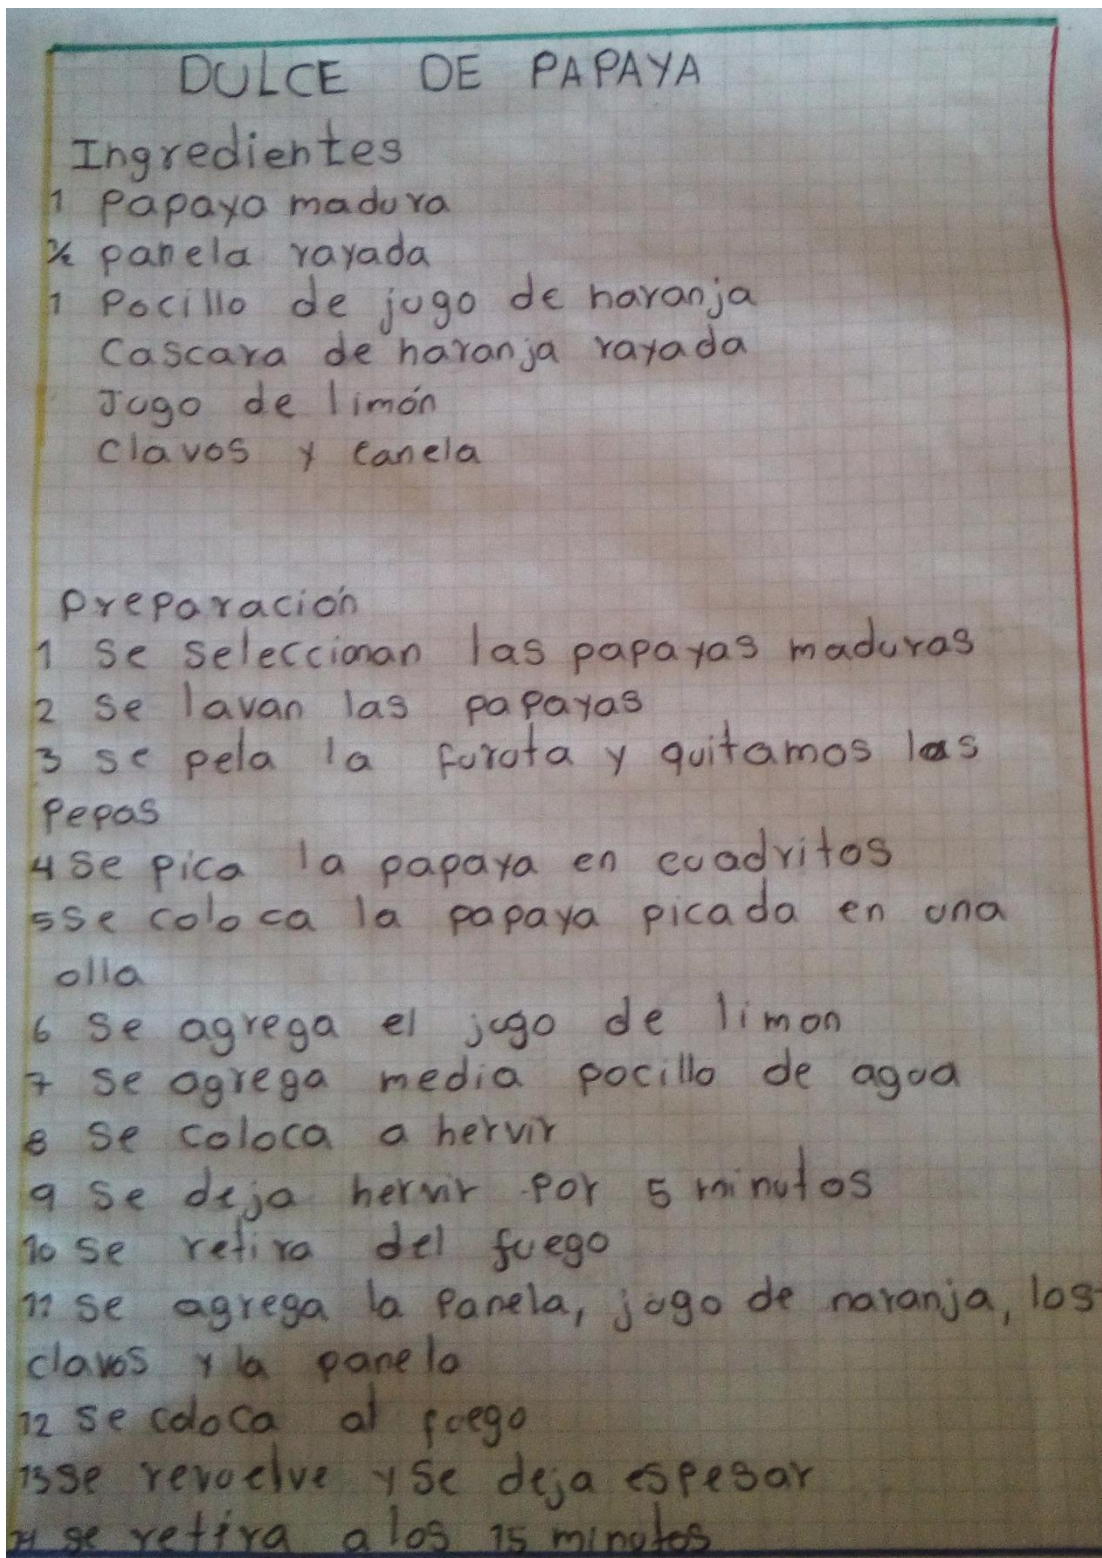 DULCE DE PAPAYA
Ingredientes
1 Papaya madura
½ panela rayada
1 Pocillo de jugo de naranja
Cascara de naranja rayada
Jugo de limón
Clavos y canela
Preparación
1 Se seleccionan las papayas maduras
2 Se lavan las papayas
3 se pela la furuta y quitamos las
Pepas
4 Se pica la papaya en cuadritos
5 Se coloca la papaya picada en una
olla
6 Se agrega el jugo de limon
7 Se agrega media pocillo de agua
8 Se coloca a hervir
9 Se deja hervir por 5 minutos
10 Se retira del fuego
11 Se agrega la Panela, jugo de naranja, los
clavos y la panela
12 Se coloca al fuego
13 Se revuelve y Se deja espesar
14 se retira a los 15 minutos